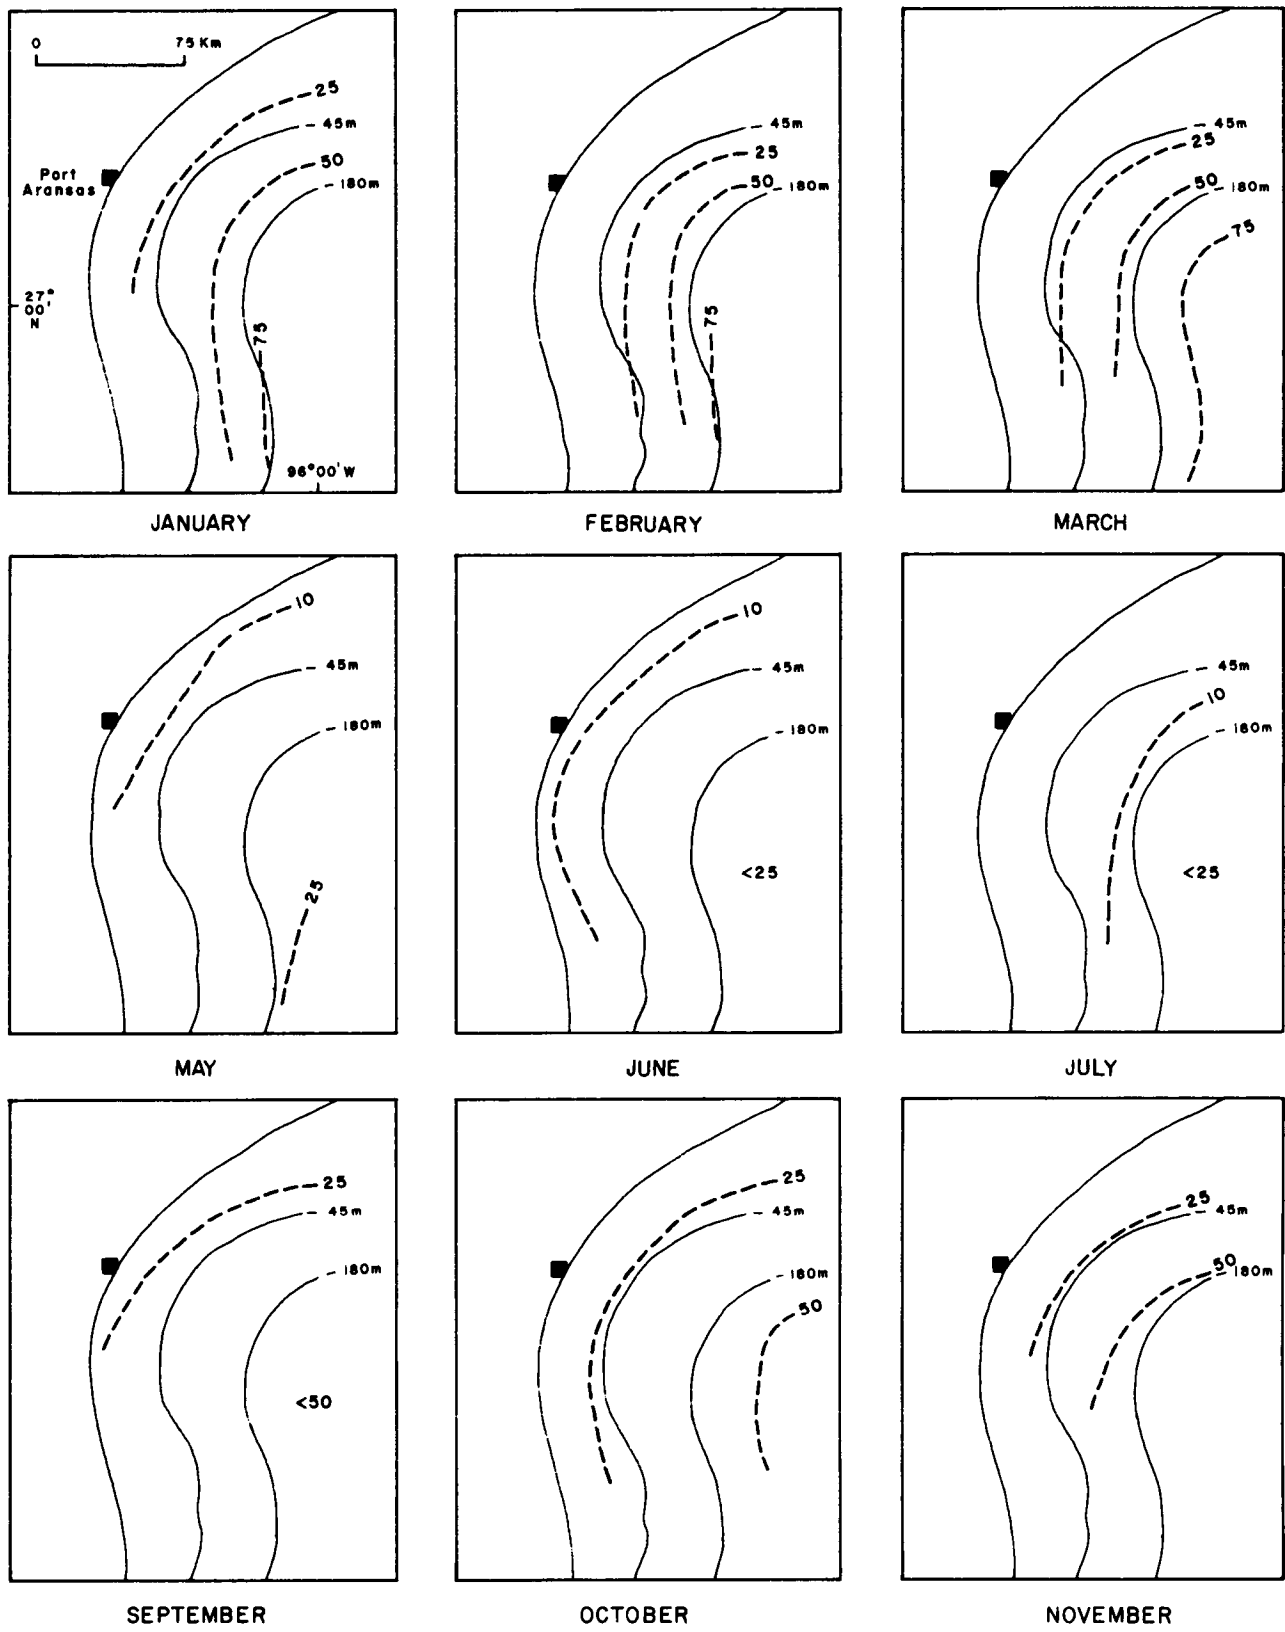 0 75 Km
25
- 45m
50
Port
Aransas
- 180m
27°
00'
N
75
96°00'W
JANUARY
- 45m
25
50
- 180m
75
FEBRUARY
- 45m
25
50
180m
75
MARCH
10
- 45m
- 180m
25
MAY
10
- 45m
- 180m
<25
JUNE
- 45m
10
- 180m
<25
JULY
25
- 45m
- 180m
<50
SEPTEMBER
25
- 45m
- 180m
50
OCTOBER
25
- 45m
50
- 180m
NOVEMBER